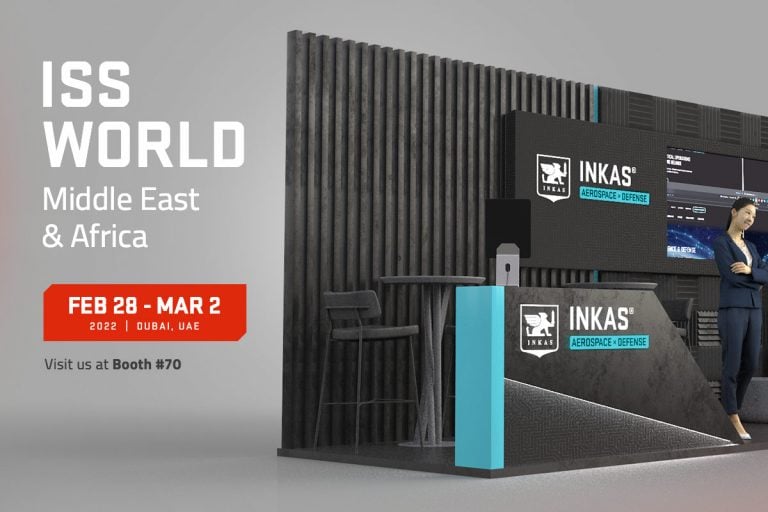 ISS
WORLD
Middle East
& Africa
FEB 28 - MAR 2
2022 | DUBAI, UAE
Visit us at Booth #70
INKAS
INKAS®
AEROSPACE × DEFENSE
INKAS
INKAS®
AEROSPACE × DEFENSE